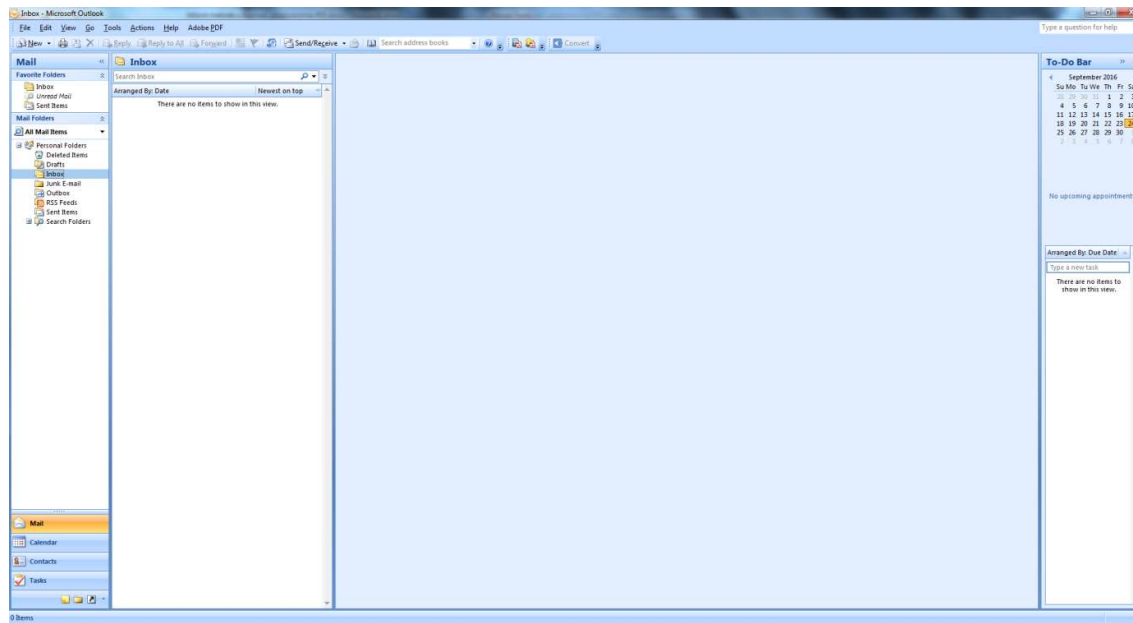 Inbox - Microsoft Outlook
File Edit View Go Tools Actions Help Adobe PDF
Type a question for help
New Reply Reply to All Forward Send/Receive Search address books Convert
Mail
Favorite Folders
Inbox
Unread Mail
Sent Items
Mail Folders
All Mail Items
Personal Folders
Deleted Items
Drafts
Inbox
Junk E-mail
Outbox
RSS Feeds
Sent Items
Search Folders
Mail
Calendar
Contacts
Tasks
0 Items
Inbox
Search Inbox
Arranged By: Date Newest on top
There are no items to show in this view.
To-Do Bar
September 2016
Su Mo Tu We Th Fr Sa
28 29 30 31 1 2 3
4 5 6 7 8 9 10
11 12 13 14 15 16 17
18 19 20 21 22 23 24
25 26 27 28 29 30
2 3 4 5 6 7 8
No upcoming appointment
Arranged By: Due Date
Type a new task
There are no items to
show in this view.